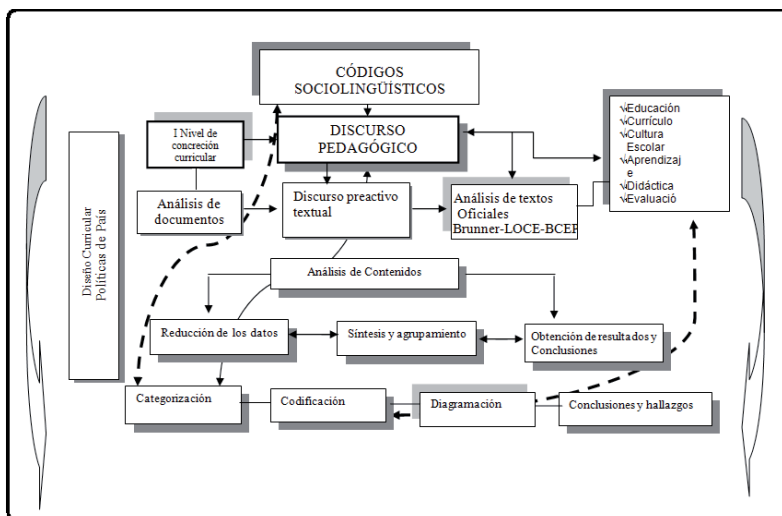 CÓDIGOS
SOCIOLINGÜÍSTICOS
I Nivel de
concreción
curricular
DISCURSO
PEDAGÓGICO
√Educación
√Currículo
√Cultura
Escolar
√Aprendizaj
e
√Didáctica
√Evaluació
Diseño Curricular
Políticas de País
Análisis de
documentos
Discurso preactivo
textual
Análisis de textos
Oficiales
Brunner-LOCE-BCEP
Análisis de Contenidos
Reducción de los datos
Síntesis y agrupamiento
Obtención de resultados y
Conclusiones
Categorización
Codificación
Diagramación
Conclusiones y hallazgos